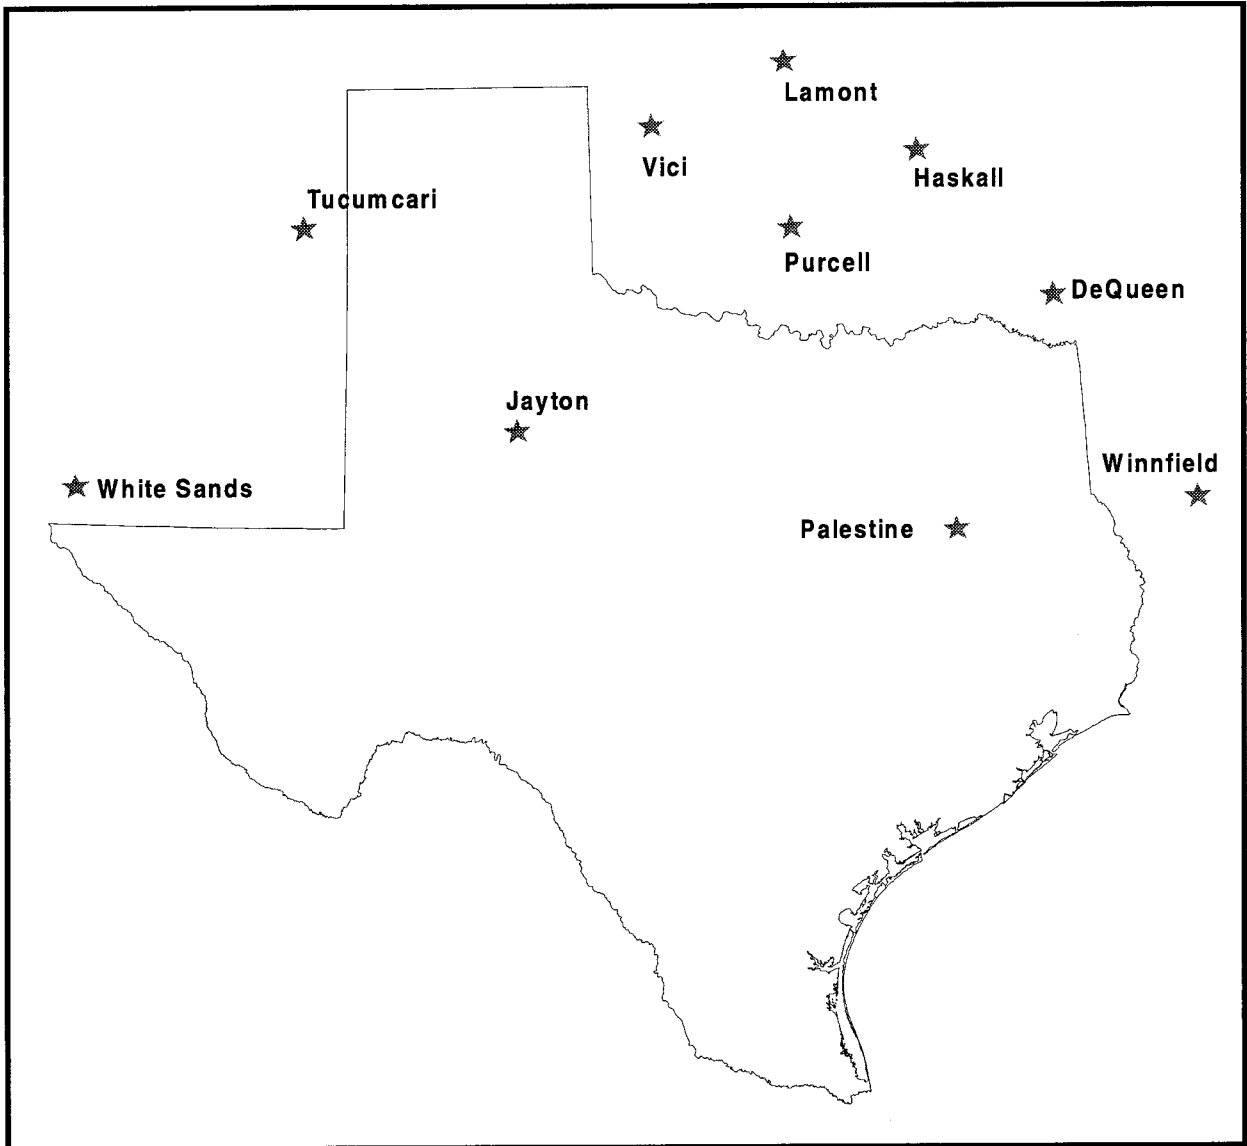 Lamont
Vici
Haskall
Tucumcari
Purcell
DeQueen
Jayton
Winnfield
White Sands
Palestine